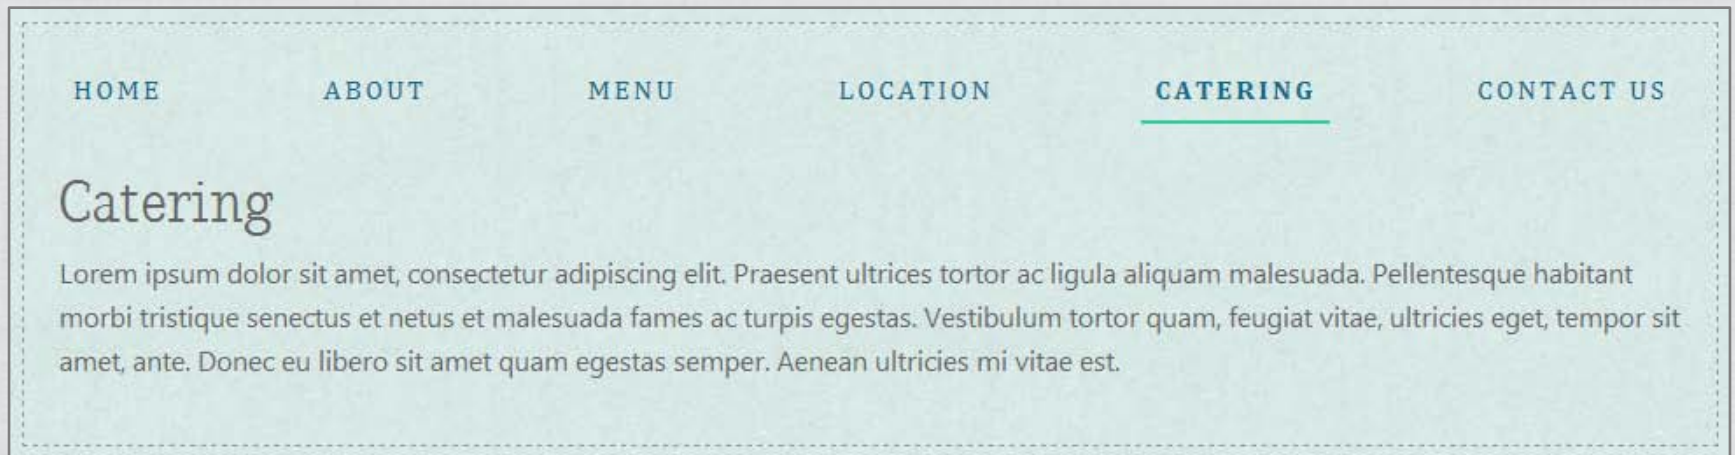 HOME ABOUT MENU LOCATION CATERING CONTACT US
Catering
Lorem ipsum dolor sit amet, consectetur adipiscing elit. Praesent ultrices tortor ac ligula aliquam malesuada. Pellentesque habitant
morbi tristique senectus et netus et malesuada fames ac turpis egestas. Vestibulum tortor quam, feugiat vitae, ultricies eget, tempor sit
amet, ante. Donec eu libero sit amet quam egestas semper. Aenean ultricies mi vitae est.